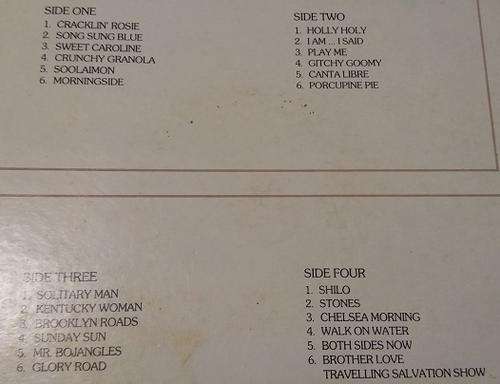 SIDE ONE
1. CRACKLIN' ROSIE
2. SONG SUNG BLUE
3. SWEET CAROLINE
4. CRUNCHY GRANOLA
5. SOOLAIMON
6. MORNINGSIDE
SIDE TWO
1. HOLLY HOLY
2. I AM ... I SAID
3. PLAY ME
4. GITCHY GOOMY
5. CANTA LIBRE
6. PORCUPINE PIE
SIDE THREE
1. SOLITARY MAN
2. KENTUCKY WOMAN
3. BROOKLYN ROADS
4. SUNDAY SUN
5. MR. BOJANGLES
6. GLORY ROAD
SIDE FOUR
1. SHILO
2. STONES
3. CHELSEA MORNING
4. WALK ON WATER
5. BOTH SIDES NOW
6. BROTHER LOVE
TRAVELLING SALVATION SHOW